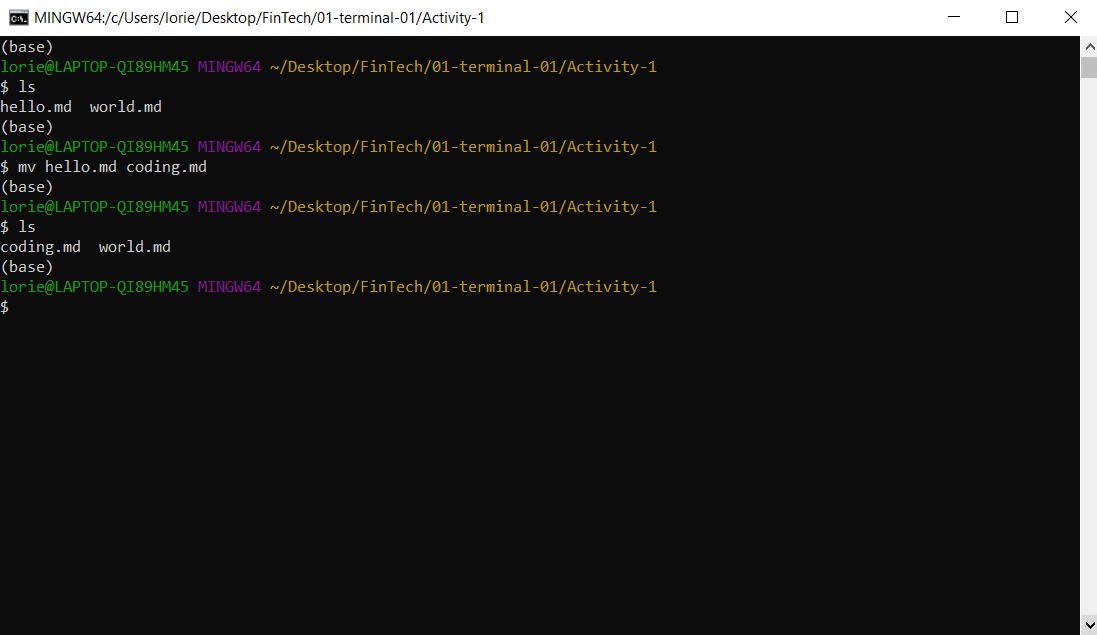 MINGW64:/c/Users/lorie/Desktop/FinTech/01-terminal-01/Activity-1
(base)
lorie@LAPTOP-QI89HM45 MINGW64 ~/Desktop/FinTech/01-terminal-01/Activity-1
$ ls
hello.md  world.md
(base)
lorie@LAPTOP-QI89HM45 MINGW64 ~/Desktop/FinTech/01-terminal-01/Activity-1
$ mv hello.md coding.md
(base)
lorie@LAPTOP-QI89HM45 MINGW64 ~/Desktop/FinTech/01-terminal-01/Activity-1
$ ls
coding.md  world.md
(base)
lorie@LAPTOP-QI89HM45 MINGW64 ~/Desktop/FinTech/01-terminal-01/Activity-1
$